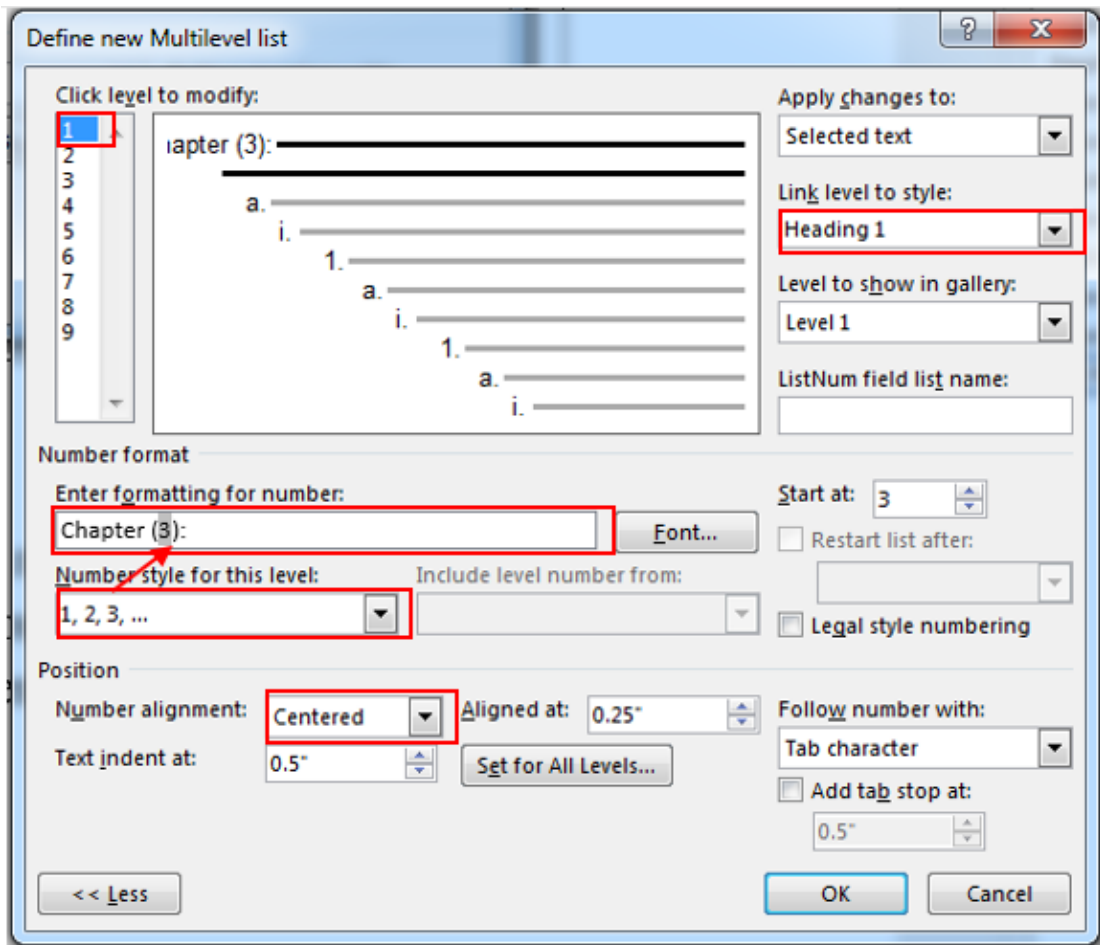 Define new Multilevel list
Click level to modify:
Apply changes to:
1
2
3
4
5
6
7
8
9
apter (3):
a.
i.
1.
a.
i.
1.
a.
i.
Selected text
Link level to style:
Heading 1
Level to show in gallery:
Level 1
ListNum field list name:
Number format
Enter formatting for number:
Start at: 3
Chapter (3):
Font...
Restart list after:
Number style for this level:
Include level number from:
1, 2, 3, ...
Legal style numbering
Position
Number alignment: Centered Aligned at: 0.25"
Follow number with:
Text indent at: 0.5" Set for All Levels...
Tab character
Add tab stop at:
0.5"
<< Less
OK
Cancel